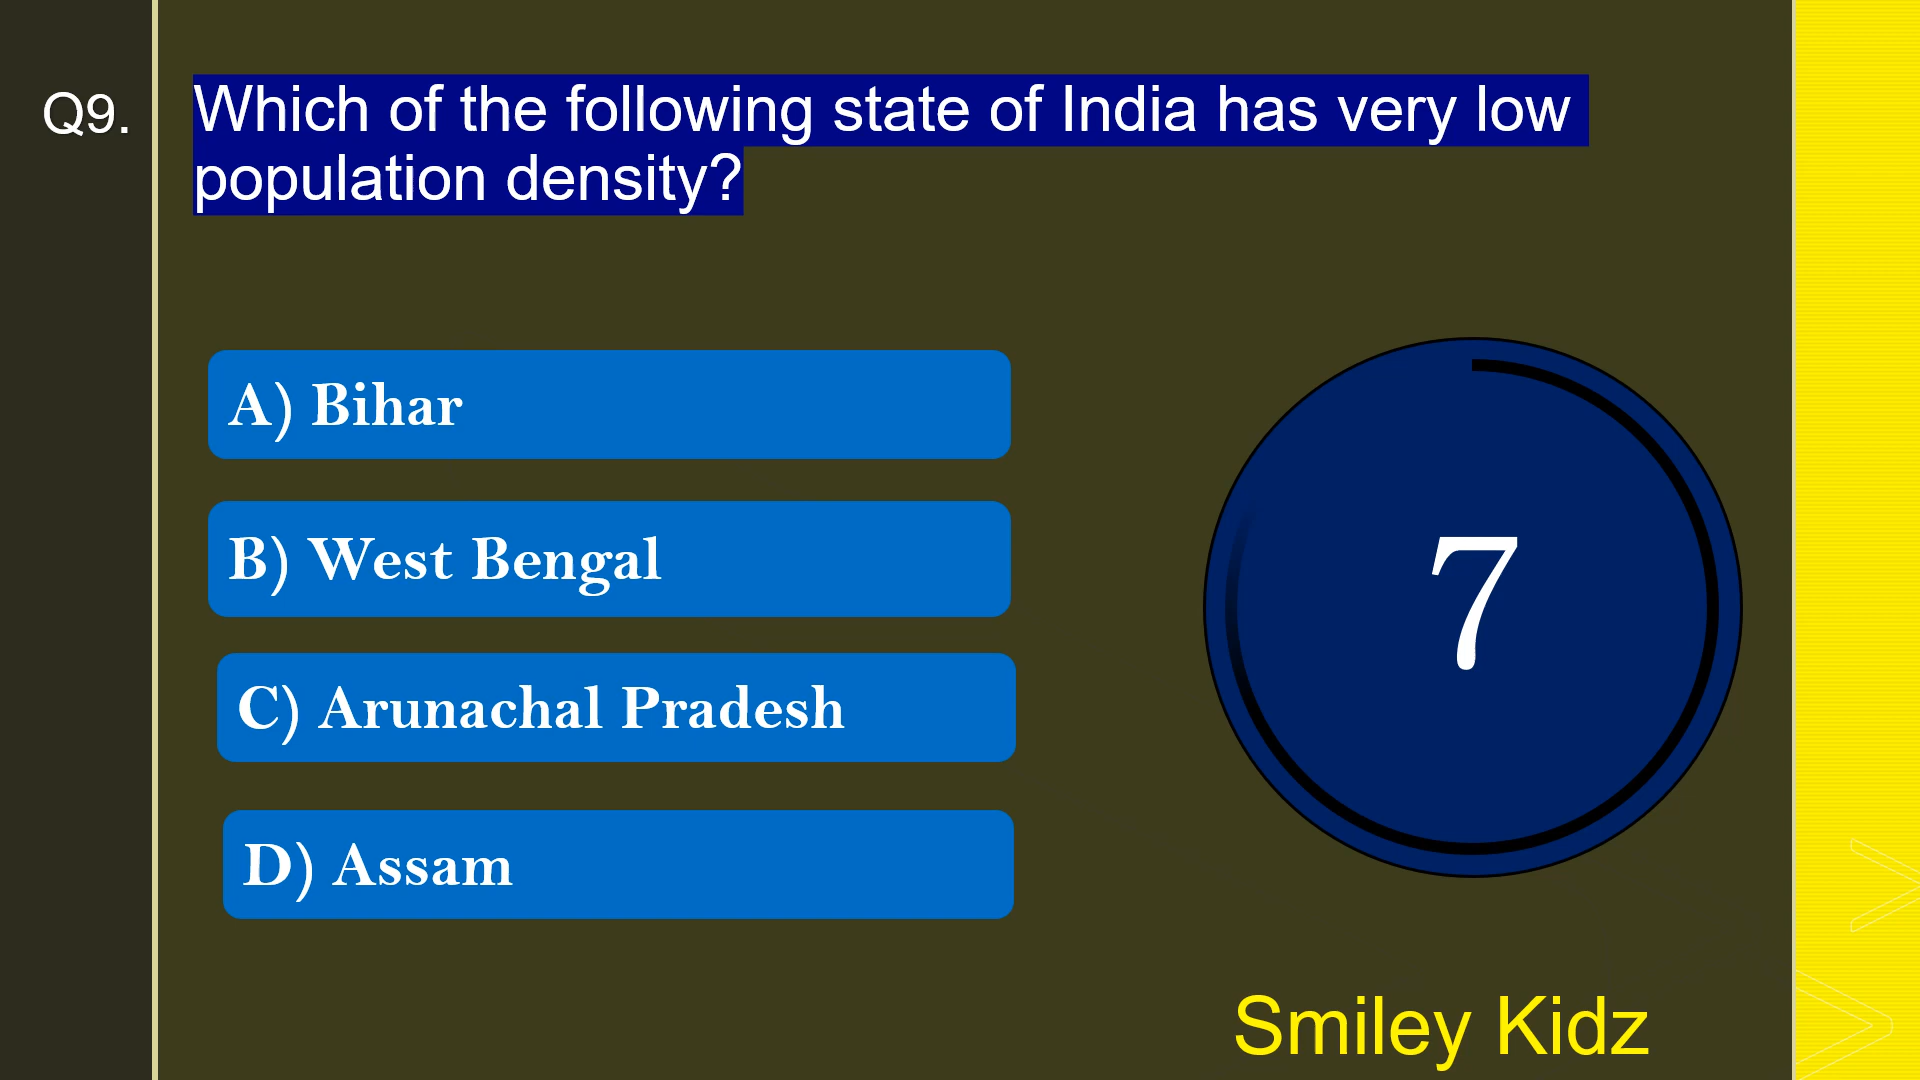 Q9.
Which of the following state of India has very low
population density?
A) Bihar
B) West Bengal
C) Arunachal Pradesh
D) Assam
7
Smiley Kidz